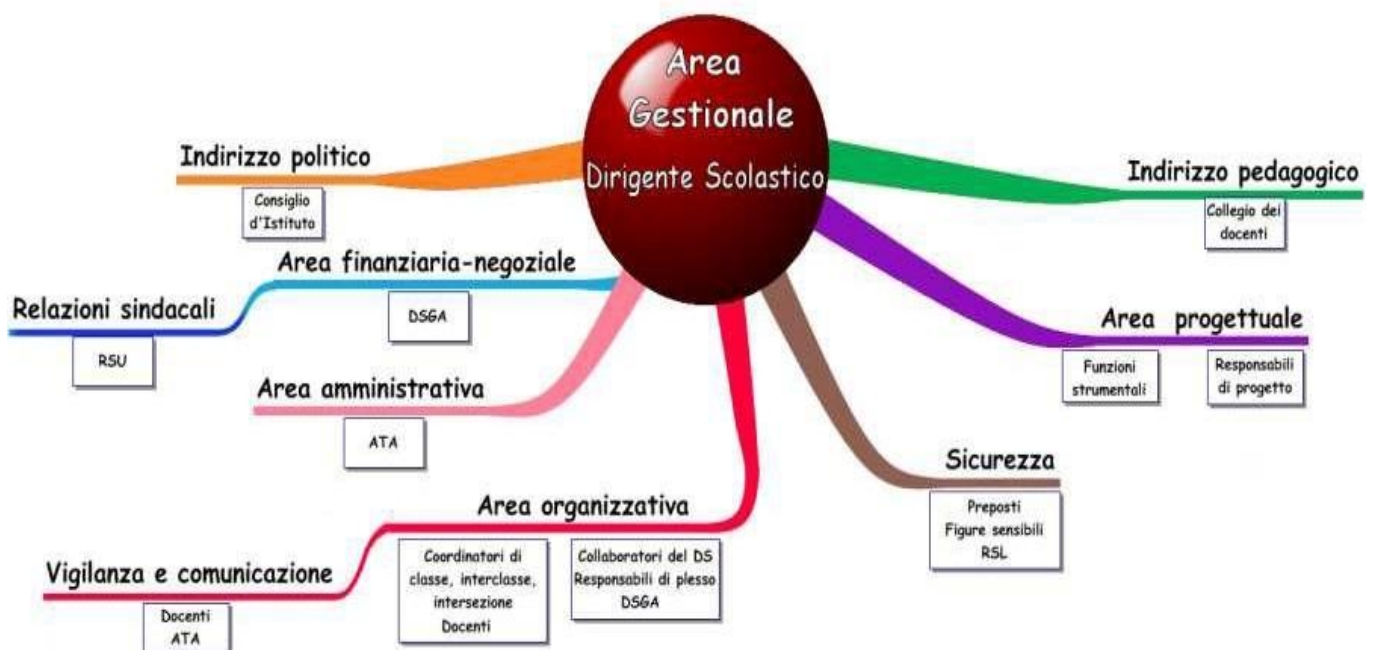 Area
Gestionale
Dirigente Scolastico
Indirizzo politico
Consiglio
d'Istituto
Area finanziaria-negoziale
DSGA
Relazioni sindacali
RSU
Area amministrativa
ATA
Area organizzativa
Coordinatori di
classe, interclasse,
intersezione
Docenti
Collaboratori del DS
Responsabili di plesso
DSGA
Vigilanza e comunicazione
Docenti
ATA
Indirizzo pedagogico
Collegio dei
docenti
Area progettuale
Funzioni
strumentali
Responsabili
di progetto
Sicurezza
Preposti
Figure sensibili
RSL